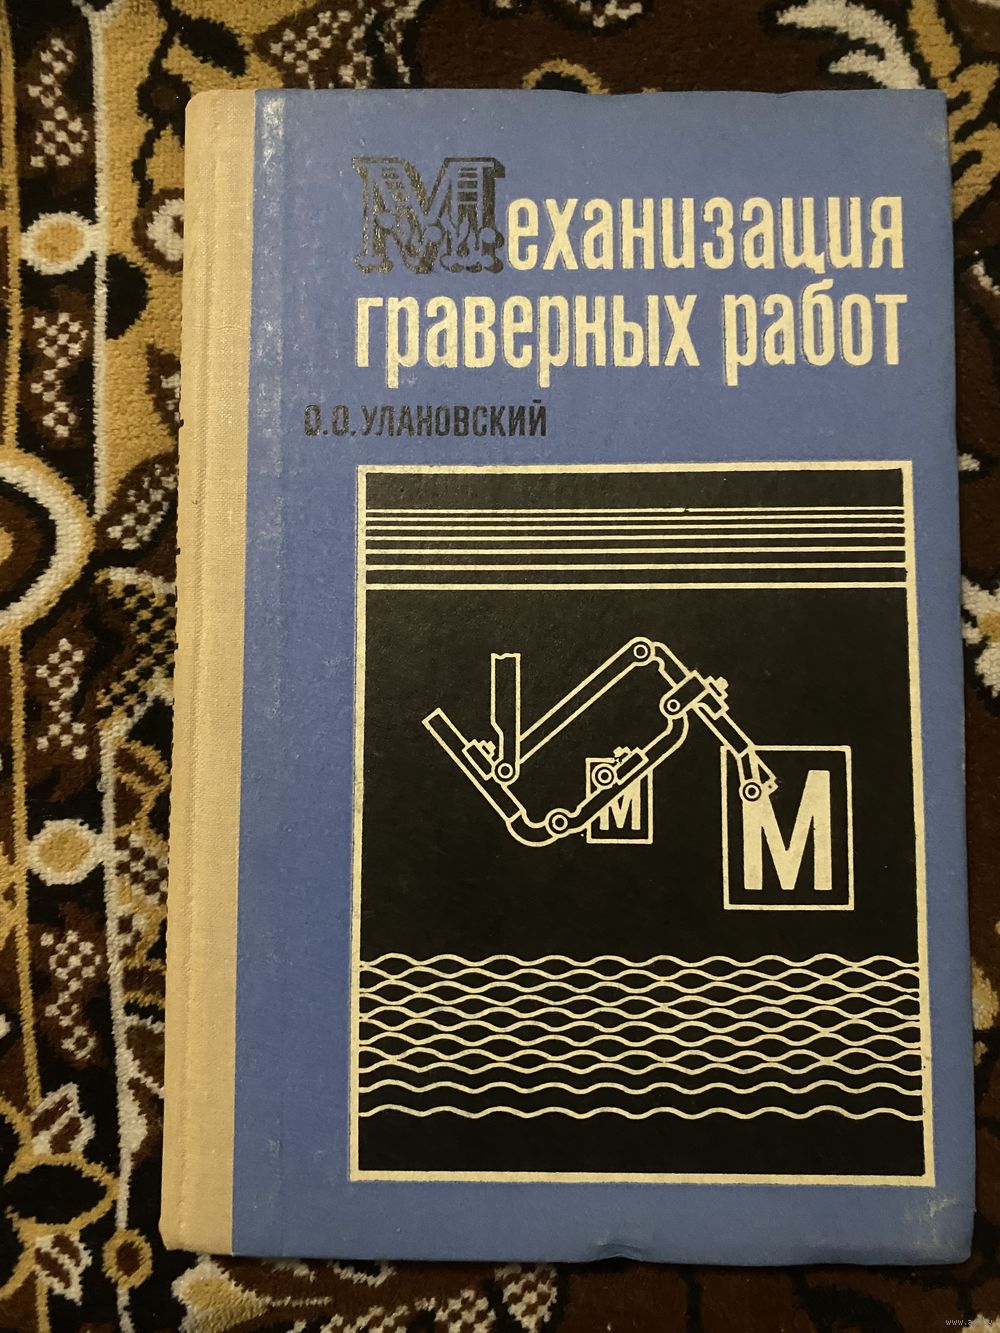 Механизация
граверных работ
О.О.УЛАНОВСКИЙ
М
М